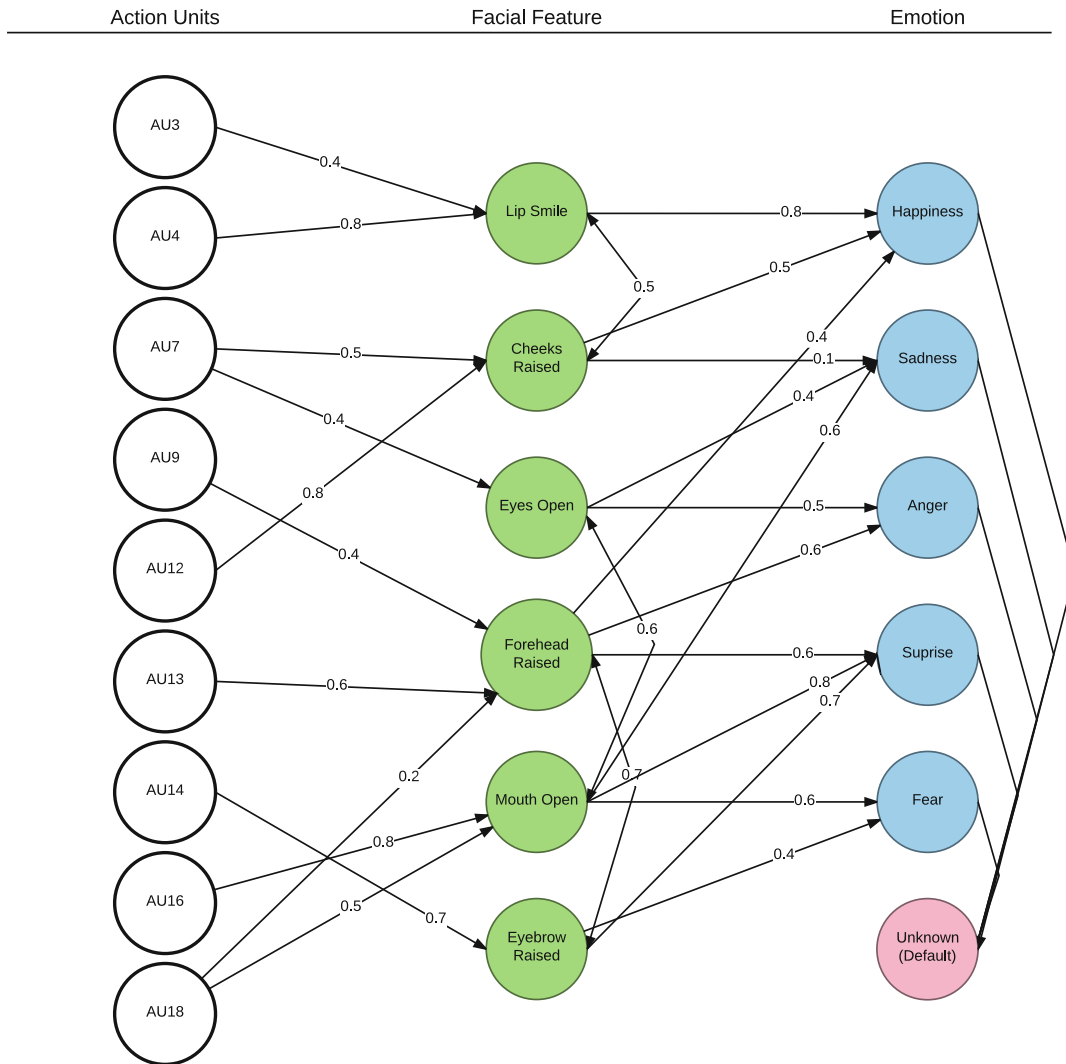 Action Units
Facial Feature
Emotion
AU3
AU4
AU7
AU9
AU12
AU13
AU14
AU16
AU18
0.4
0.8
0.5
0.4
0.8
0.4
0.6
0.2
0.8
0.5
0.7
Lip Smile
Cheeks
Raised
Eyes Open
Forehead
Raised
Mouth Open
Eyebrow
Raised
0.8
0.5
0.5
0.4
0.1
0.4
0.6
0.5
0.6
0.6
0.6
0.8
0.7
0.7
0.6
0.4
Happiness
Sadness
Anger
Suprise
Fear
Unknown
(Default)